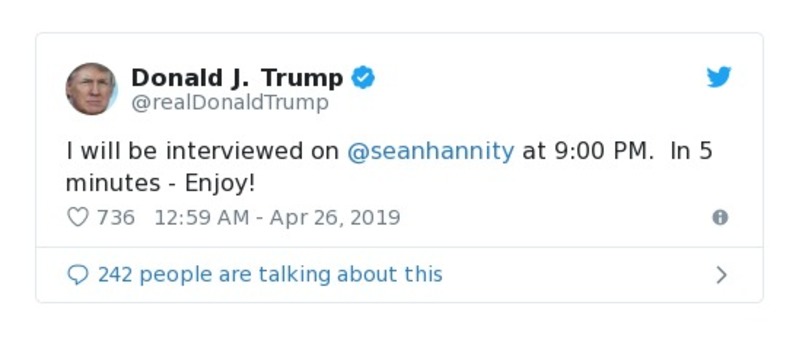 Donald J. Trump
@realDonaldTrump
I will be interviewed on @seanhannity at 9:00 PM.  In 5
minutes - Enjoy!
736 12:59 AM - Apr 26, 2019
242 people are talking about this